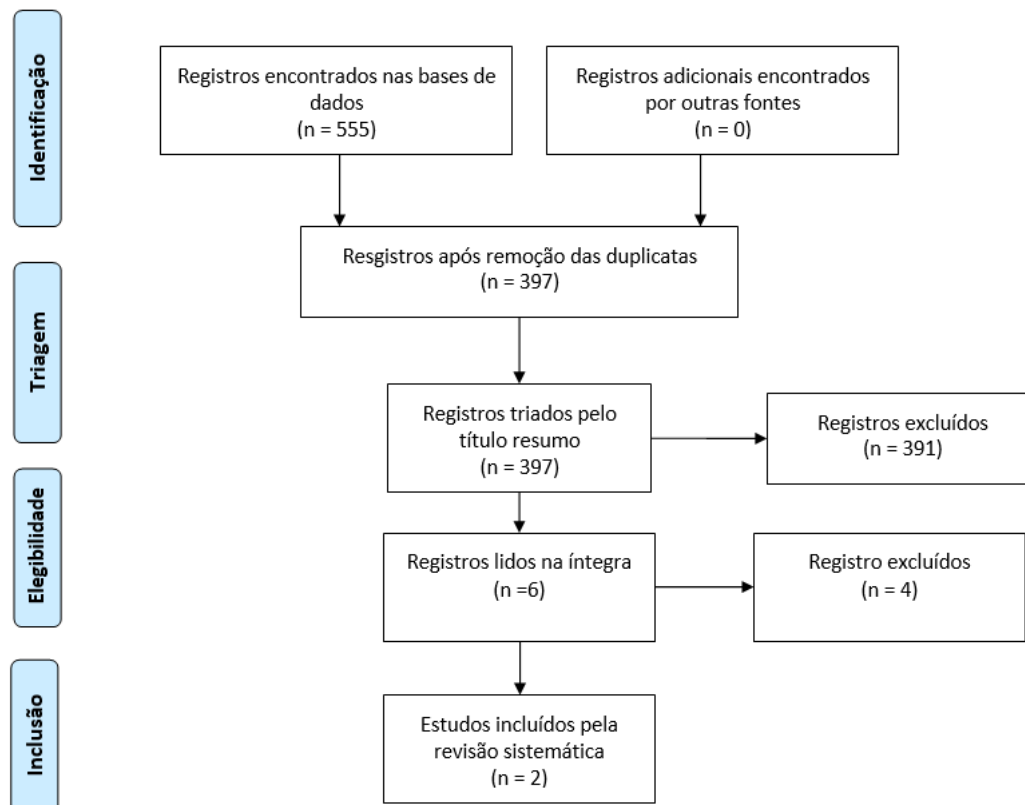 Identificação
Registros encontrados nas bases de
dados
(n = 555)
Registros adicionais encontrados
por outras fontes
(n = 0)
Resgistros após remoção das duplicatas
(n = 397)
Triagem
Registros triados pelo
título resumo
(n = 397)
Registros excluídos
(n = 391)
Elegibilidade
Registros lidos na íntegra
(n =6)
Registro excluídos
(n = 4)
Inclusão
Estudos incluídos pela
revisão sistemática
(n = 2)